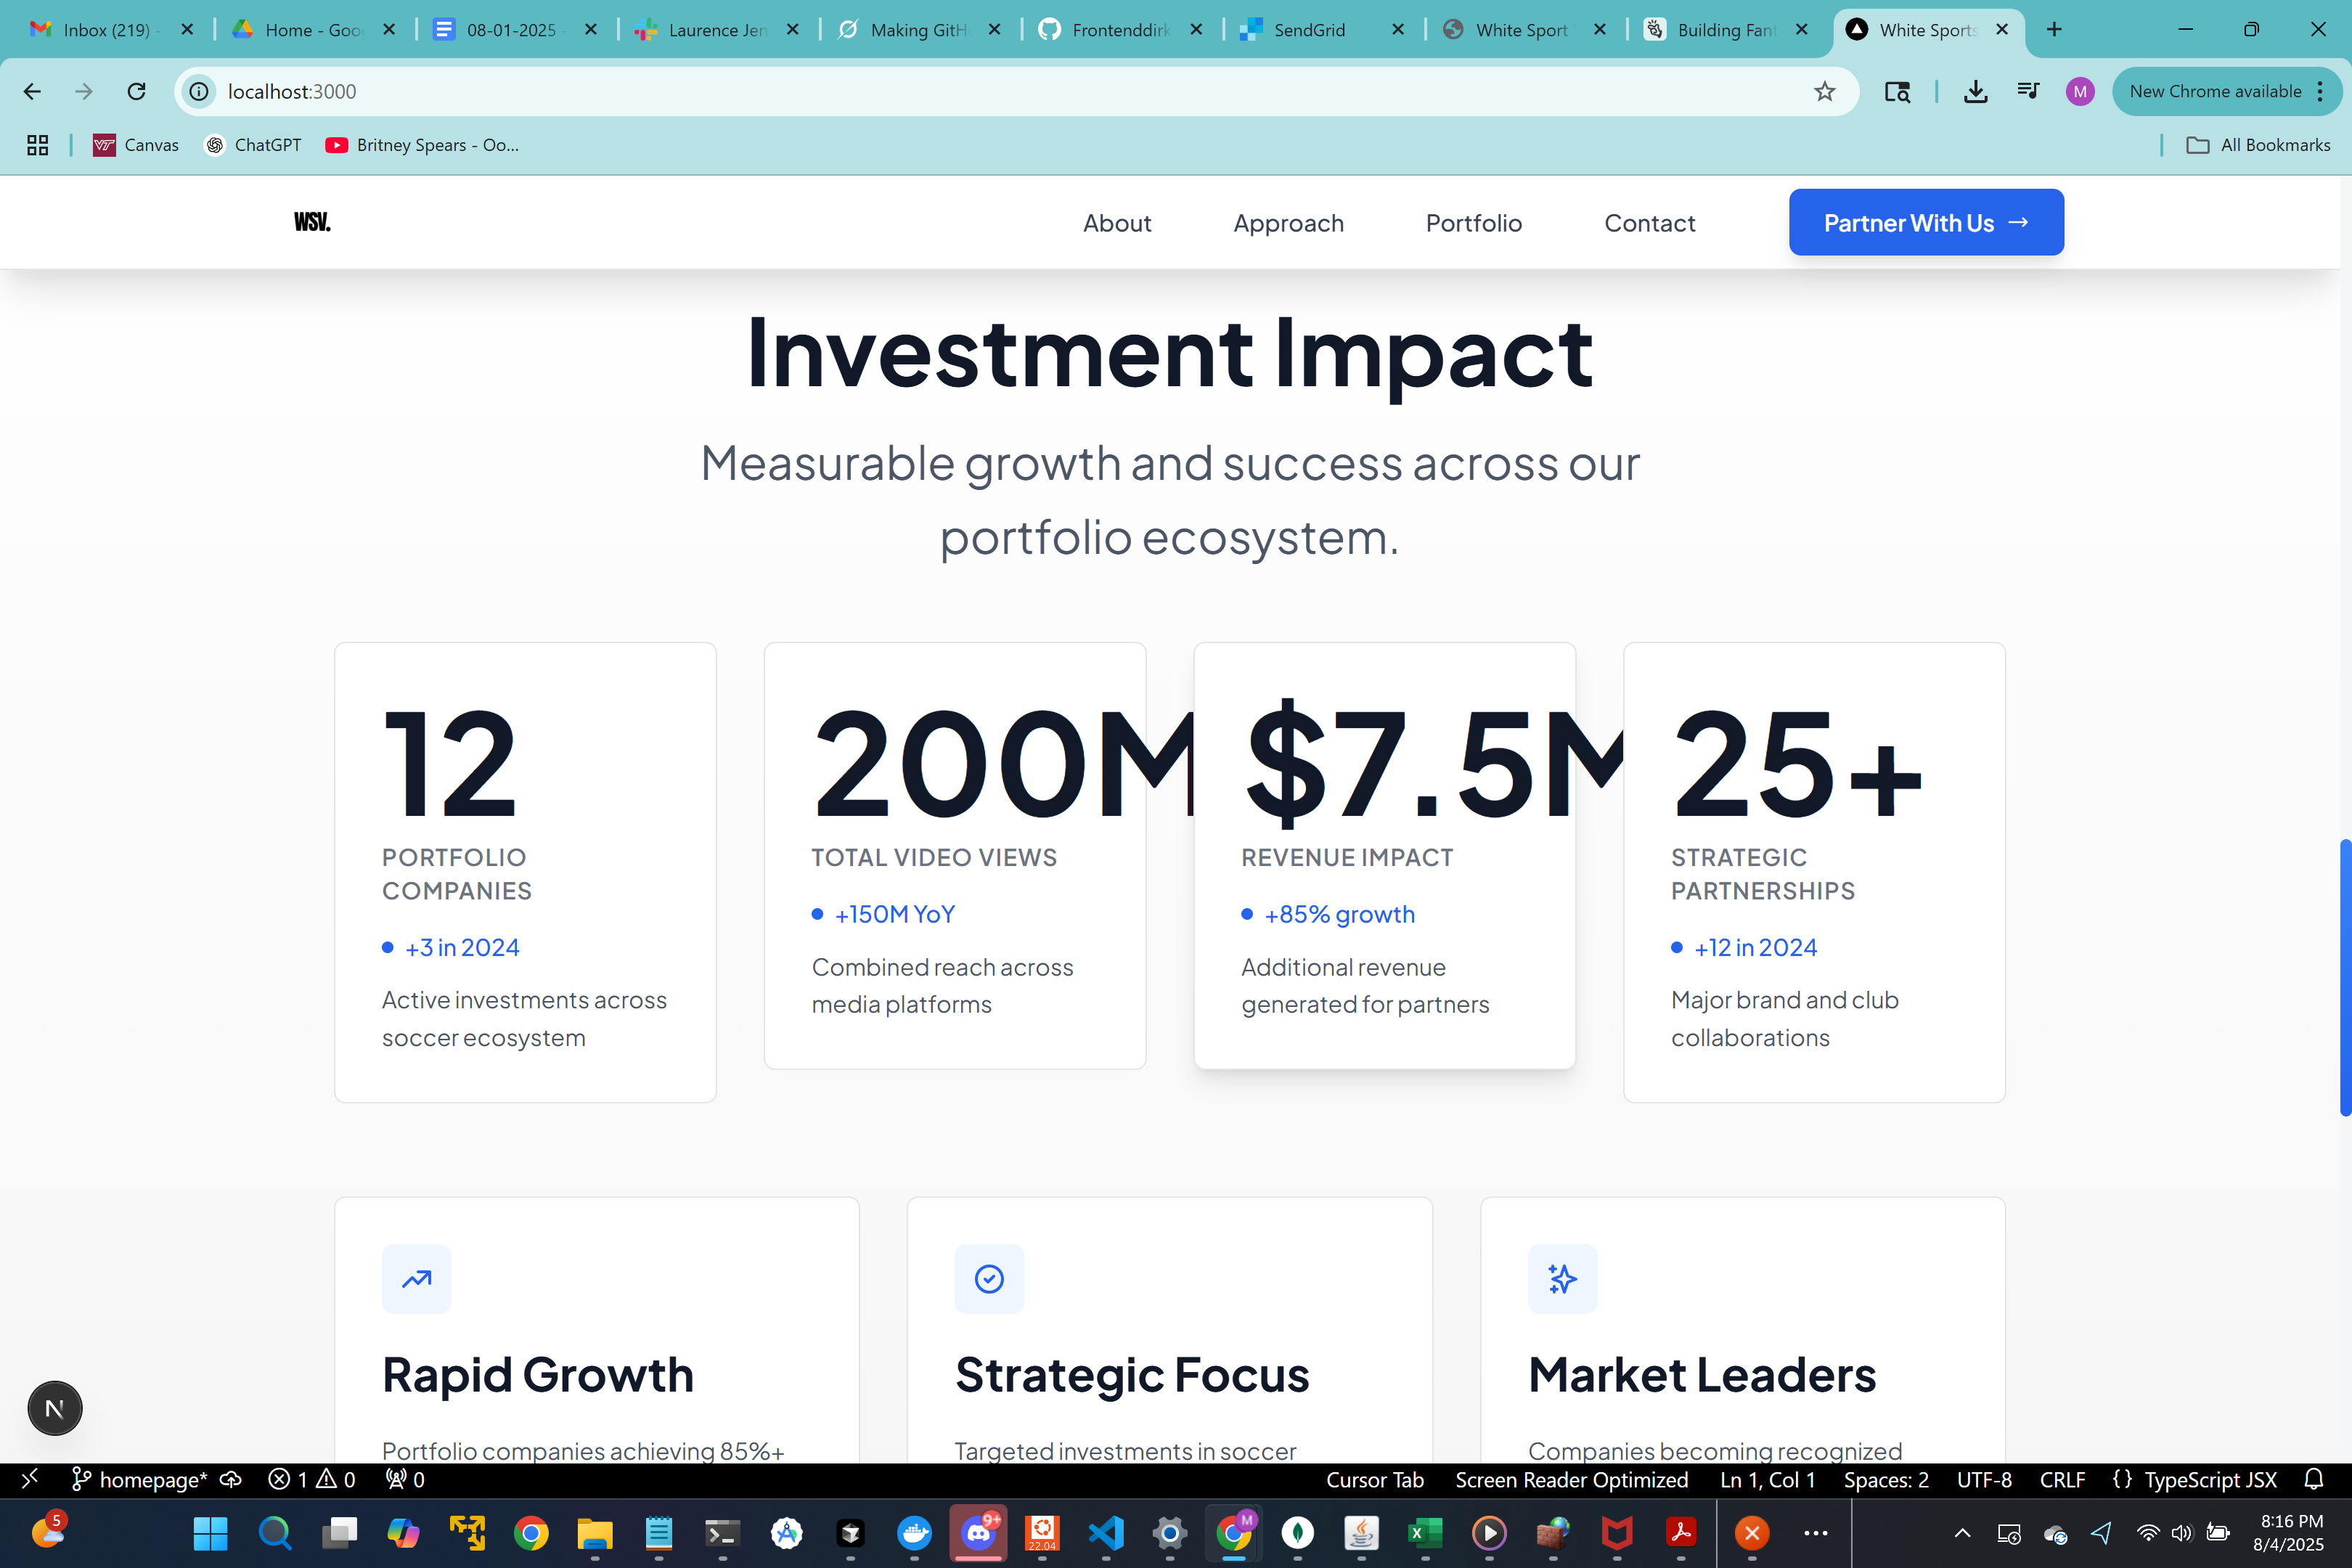 Inbox (219) -
Home - Goo
08-01-2025 -
Laurence Jen
Making GitH
Frontenddirk
SendGrid
White Sport
Building Fant
White Sports
localhost:3000
M
New Chrome available
Canvas
ChatGPT
Britney Spears - Oo...
All Bookmarks
WSV.
About
Approach
Portfolio
Contact
Partner With Us →
Investment Impact
Measurable growth and success across our
portfolio ecosystem.
12
PORTFOLIO
COMPANIES
+3 in 2024
Active investments across
soccer ecosystem
200M
TOTAL VIDEO VIEWS
+150M YoY
Combined reach across
media platforms
$7.5M
REVENUE IMPACT
+85% growth
Additional revenue
generated for partners
25+
STRATEGIC
PARTNERSHIPS
+12 in 2024
Major brand and club
collaborations
Rapid Growth
Portfolio companies achieving 85%+
Strategic Focus
Targeted investments in soccer
Market Leaders
Companies becoming recognized
N
homepage*
1
0
0
Cursor Tab
Screen Reader Optimized
Ln 1, Col 1
Spaces: 2
UTF-8
CRLF
{ } TypeScript JSX
5
9+
22.04
M
8:16 PM
8/4/2025